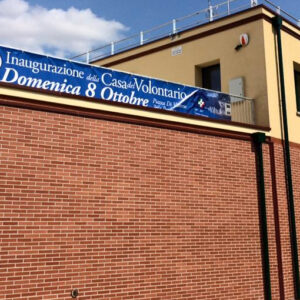 Inaugurazione della Casa del Volontario
Domenica 8 Ottobre